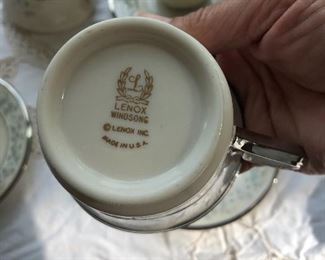 L
LENOX
WINDSONG
© LENOX INC.
MADE IN U.S.A.